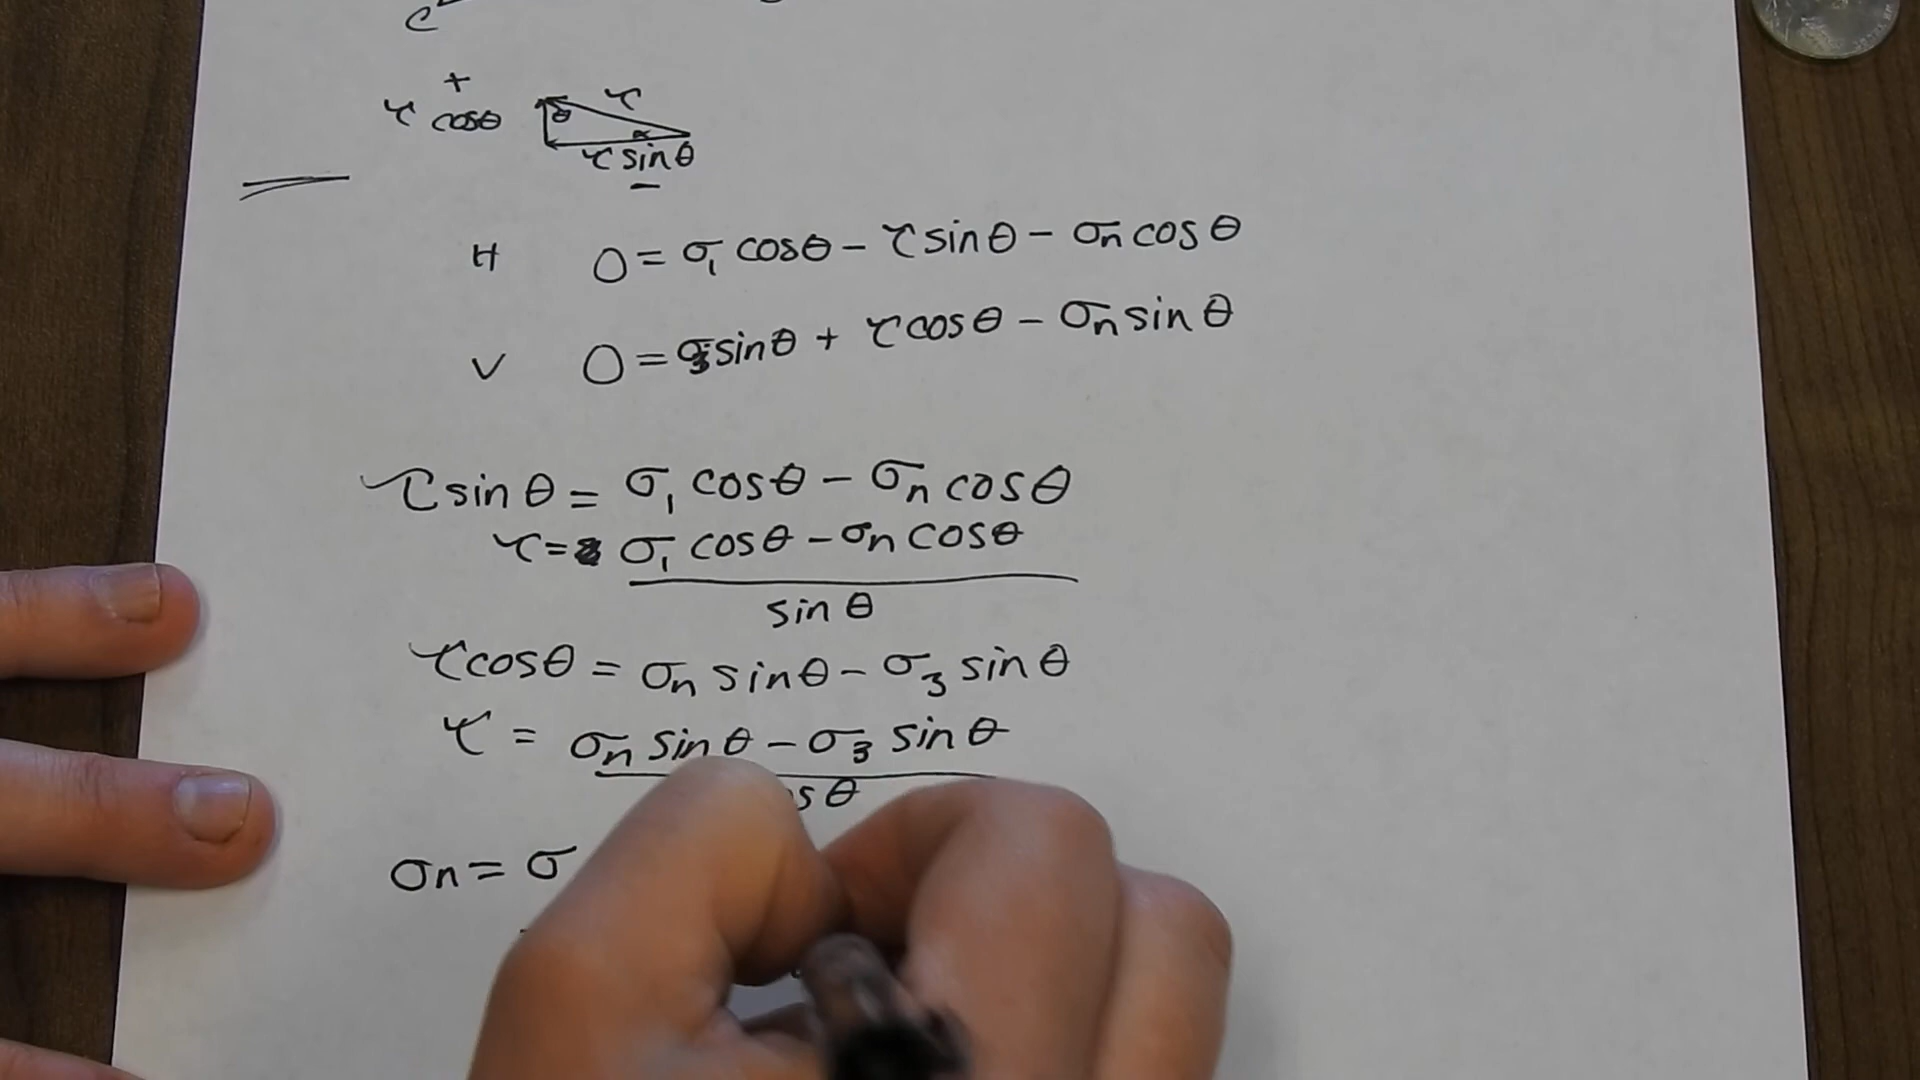 C
+
τ cosθ
θ τ
α
τ sinθ
H 0 = σ₁ cosθ − τ sinθ − σn cosθ
V 0 = σ₃ sinθ + τ cosθ − σn sinθ
τ sinθ = σ₁ cosθ − σn cosθ
τ = σ₁ cosθ − σn cosθ
sinθ
τ cosθ = σn sinθ − σ₃ sinθ
τ = σn sinθ − σ₃ sinθ
sθ
σn = σ